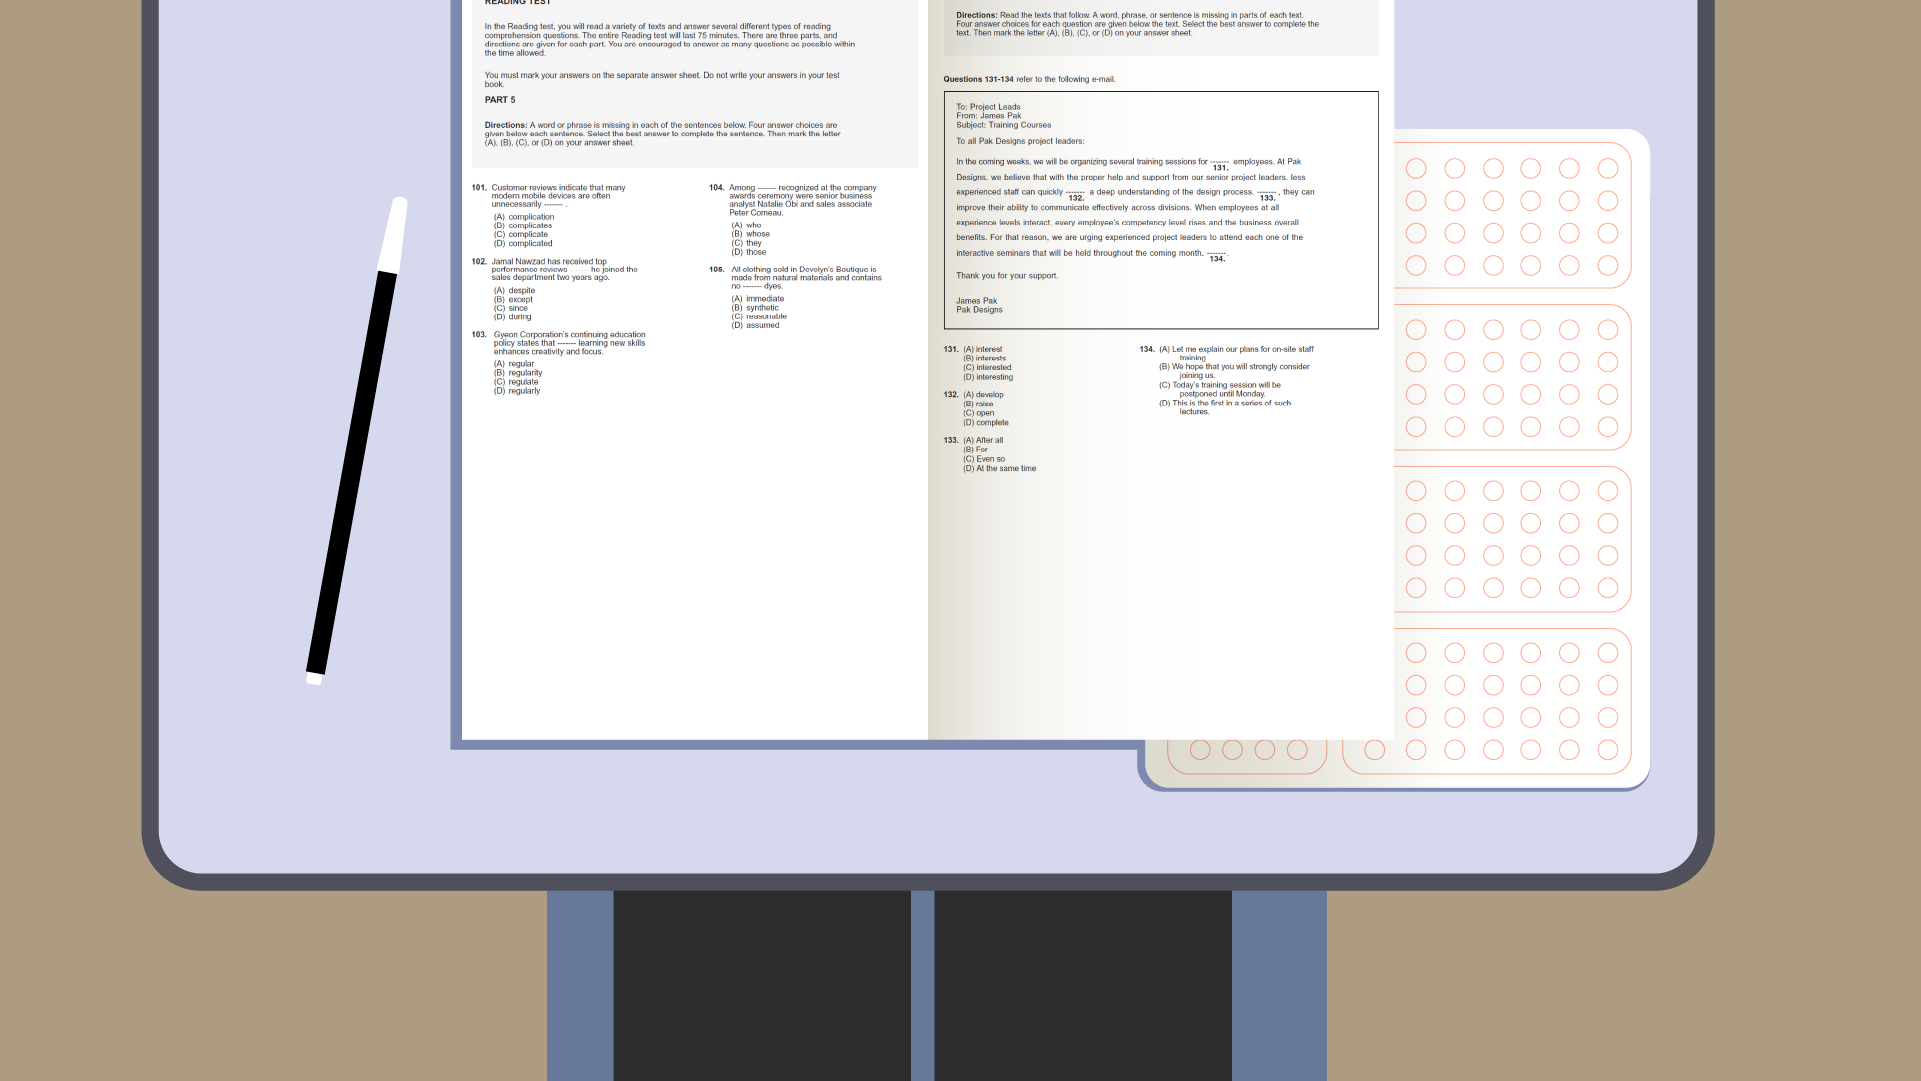 READING TEST
In the Reading test, you will read a variety of texts and answer several different types of reading
comprehension questions. The entire Reading test will last 75 minutes. There are three parts, and
directions are given for each part. You are encouraged to answer as many questions as possible within
the time allowed.
You must mark your answers on the separate answer sheet. Do not write your answers in your test
book.
PART 5
Directions: A word or phrase is missing in each of the sentences below. Four answer choices are
given below each sentence. Select the best answer to complete the sentence. Then mark the letter
(A), (B), (C), or (D) on your answer sheet.
101. Customer reviews indicate that many
modern mobile devices are often
unnecessarily ------- .
(A) complication
(D) complicates
(C) complicate
(D) complicated
102. Jamal Nawzad has received top
performance reviews ------- he joined the
sales department two years ago.
(A) despite
(B) except
(C) since
(D) during
103. Gyeon Corporation's continuing education
policy states that ------- learning new skills
enhances creativity and focus.
(A) regular
(B) regularity
(C) regulate
(D) regularly
104. Among ------- recognized at the company
awards ceremony were senior business
analyst Natalie Obi and sales associate
Peter Comeau.
(A) who
(B) whose
(C) they
(D) those
105. All clothing sold in Develyn's Boutique is
made from natural materials and contains
no ------- dyes.
(A) immediate
(B) synthetic
(C) reasonable
(D) assumed
Directions: Read the texts that follow. A word, phrase, or sentence is missing in parts of each text.
Four answer choices for each question are given below the text. Select the best answer to complete the
text. Then mark the letter (A), (B), (C), or (D) on your answer sheet.
Questions 131-134 refer to the following e-mail.
To: Project Leads
From: James Pak
Subject: Training Courses
To all Pak Designs project leaders:
In the coming weeks, we will be organizing several training sessions for ------- employees. At Pak
131.
Designs, we believe that with the proper help and support from our senior project leaders, less
experienced staff can quickly ------- a deep understanding of the design process. ------- , they can
132. 133.
improve their ability to communicate effectively across divisions. When employees at all
experience levels interact, every employee's competency level rises and the business overall
benefits. For that reason, we are urging experienced project leaders to attend each one of the
interactive seminars that will be held throughout the coming month. -------.
134.
Thank you for your support.
James Pak
Pak Designs
131. (A) interest
(B) interests
(C) interested
(D) interesting
132. (A) develop
(B) raise
(C) open
(D) complete
133. (A) After all
(B) For
(C) Even so
(D) At the same time
134. (A) Let me explain our plans for on-site staff
training
(B) We hope that you will strongly consider
joining us.
(C) Today's training session will be
postponed until Monday.
(D) This is the first in a series of such
lectures.